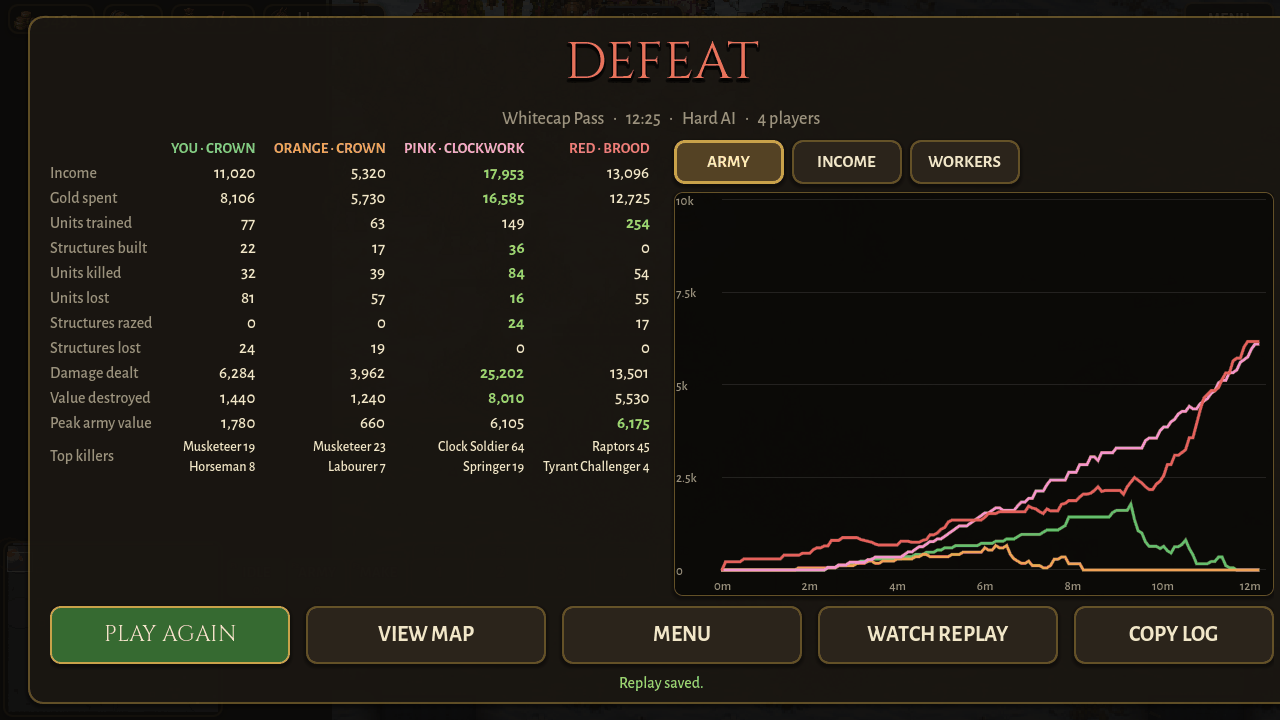 DEFEAT
Whitecap Pass · 12:25 · Hard AI · 4 players
YOU · CROWN ORANGE · CROWN PINK · CLOCKWORK RED · BROOD
Income 11,020 5,320 17,953 13,096
Gold spent 8,106 5,730 16,585 12,725
Units trained 77 63 149 254
Structures built 22 17 36 0
Units killed 32 39 84 54
Units lost 81 57 16 55
Structures razed 0 0 24 17
Structures lost 24 19 0 0
Damage dealt 6,284 3,962 25,202 13,501
Value destroyed 1,440 1,240 8,010 5,530
Peak army value 1,780 660 6,105 6,175
Top killers
Musketeer 19 Musketeer 23 Clock Soldier 64 Raptors 45
Horseman 8 Labourer 7 Springer 19 Tyrant Challenger 4
ARMY INCOME WORKERS
10k
7.5k
5k
2.5k
0
0m 2m 4m 6m 8m 10m 12m
PLAY AGAIN VIEW MAP MENU WATCH REPLAY COPY LOG
Replay saved.